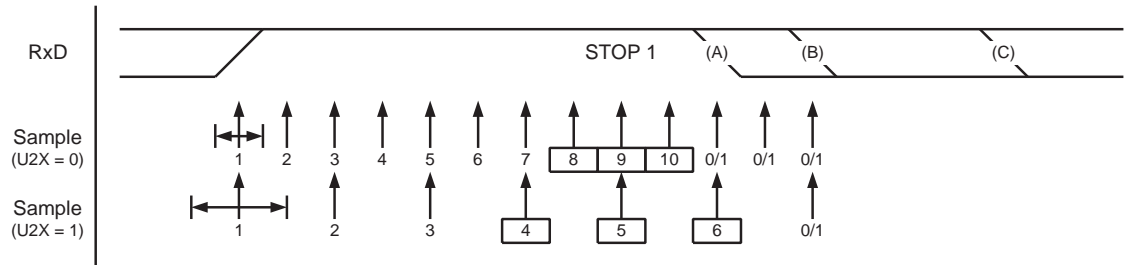 RxD
STOP 1
(A)
(B)
(C)
Sample
(U2X = 0)
1 2 3 4 5 6 7 8 9 10 0/1 0/1 0/1
Sample
(U2X = 1)
1 2 3 4 5 6 0/1